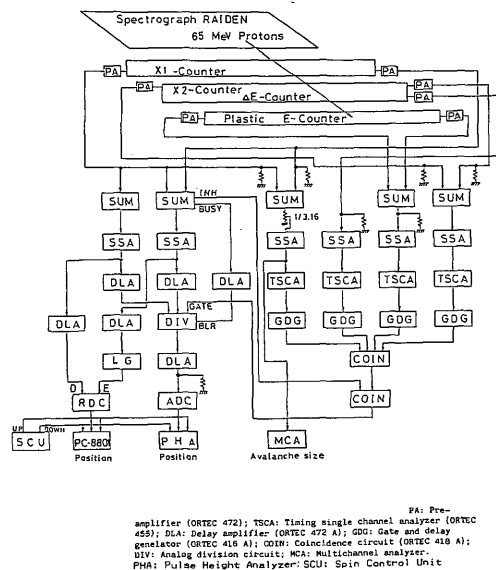 Spectrograph RAIDEN
65 MeV Protons
PA X1-Counter PA
PA X2-Counter PA
ΔE-Counter PA
PA Plastic E-Counter PA
SUM SUM INH SUM SUM SUM
BUSY
1/3.16
SSA SSA SSA SSA SSA SSA
DLA DLA DLA TSCA TSCA TSCA TSCA
GATE
DLA DLA DIV GDG GDG GDG GDG
BLR
LG DLA COIN
D E
RDC ADC COIN
UP DOWN
SCU PC-8801 PHA MCA
Position Position Avalanche size
PA: Pre-
amplifier (ORTEC 472); TSCA: Timing single channel analyzer (ORTEC
455); DLA: Delay amplifier (ORTEC 472 A); GDG: Gate and delay
genelator (ORTEC 416 A); COIN: Coincidence circuit (ORTEC 418 A);
DIV: Analog division circuit; MCA: Multichannel analyzer.
PHA: Pulse Height Analyzer; SCU: Spin Control Unit